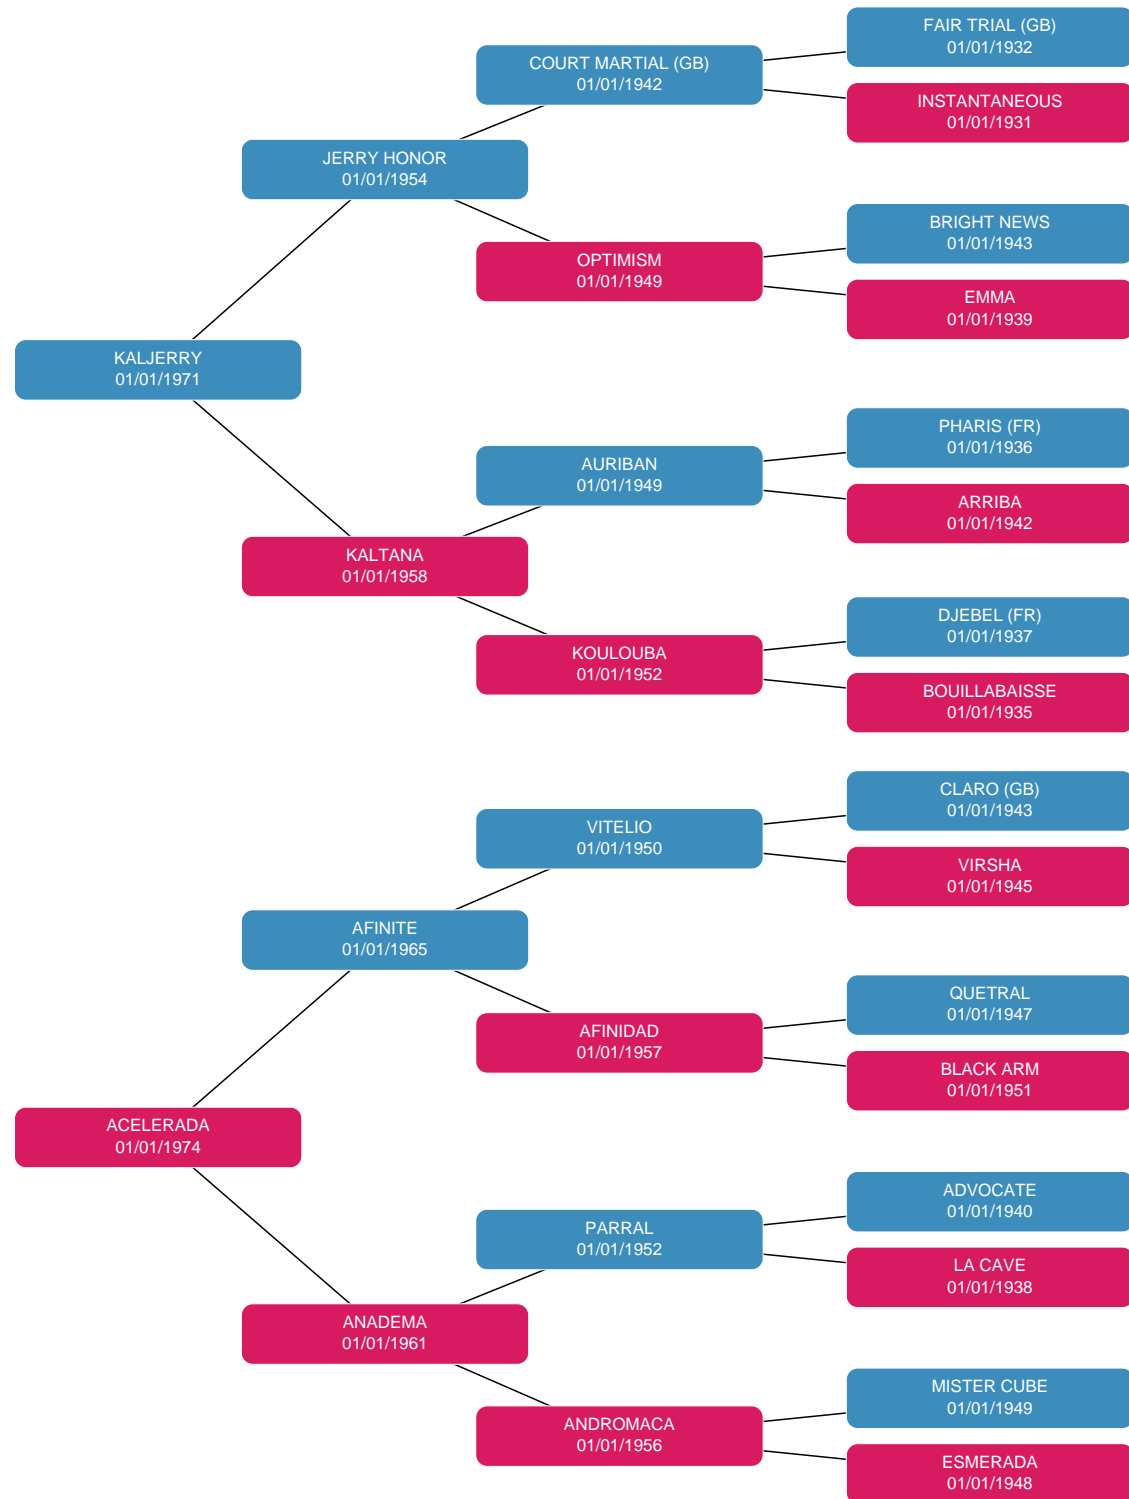 FAIR TRIAL (GB)
01/01/1932
COURT MARTIAL (GB)
01/01/1942
INSTANTANEOUS
01/01/1931
JERRY HONOR
01/01/1954
BRIGHT NEWS
01/01/1943
OPTIMISM
01/01/1949
EMMA
01/01/1939
KALJERRY
01/01/1971
PHARIS (FR)
01/01/1936
AURIBAN
01/01/1949
ARRIBA
01/01/1942
KALTANA
01/01/1958
DJEBEL (FR)
01/01/1937
KOULOUBA
01/01/1952
BOUILLABAISSE
01/01/1935
CLARO (GB)
01/01/1943
VITELIO
01/01/1950
VIRSHA
01/01/1945
AFINITE
01/01/1965
QUETRAL
01/01/1947
AFINIDAD
01/01/1957
BLACK ARM
01/01/1951
ACELERADA
01/01/1974
ADVOCATE
01/01/1940
PARRAL
01/01/1952
LA CAVE
01/01/1938
ANADEMA
01/01/1961
MISTER CUBE
01/01/1949
ANDROMACA
01/01/1956
ESMERADA
01/01/1948